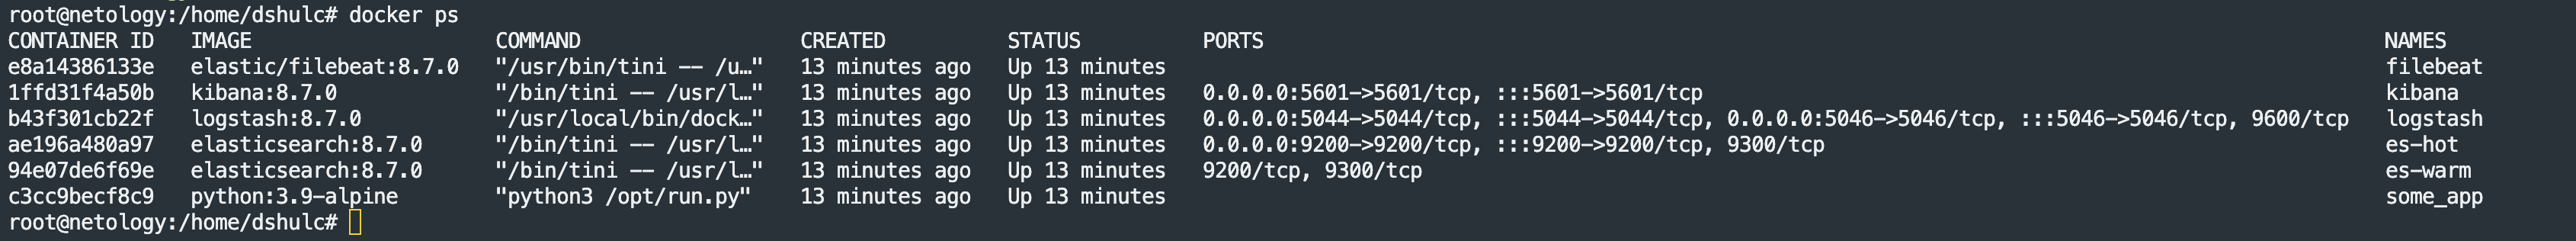 root@netology:/home/dshulc# docker ps
CONTAINER ID   IMAGE                    COMMAND                  CREATED          STATUS          PORTS                                                                                            NAMES
e8a14386133e   elastic/filebeat:8.7.0   "/usr/bin/tini -- /u…"   13 minutes ago   Up 13 minutes                                                                                                    filebeat
1ffd31f4a50b   kibana:8.7.0             "/bin/tini -- /usr/l…"   13 minutes ago   Up 13 minutes   0.0.0.0:5601->5601/tcp, :::5601->5601/tcp                                                        kibana
b43f301cb22f   logstash:8.7.0           "/usr/local/bin/dock…"   13 minutes ago   Up 13 minutes   0.0.0.0:5044->5044/tcp, :::5044->5044/tcp, 0.0.0.0:5046->5046/tcp, :::5046->5046/tcp, 9600/tcp   logstash
ae196a480a97   elasticsearch:8.7.0      "/bin/tini -- /usr/l…"   13 minutes ago   Up 13 minutes   0.0.0.0:9200->9200/tcp, :::9200->9200/tcp, 9300/tcp                                              es-hot
94e07de6f69e   elasticsearch:8.7.0      "/bin/tini -- /usr/l…"   13 minutes ago   Up 13 minutes   9200/tcp, 9300/tcp                                                                               es-warm
c3cc9becf8c9   python:3.9-alpine        "python3 /opt/run.py"    13 minutes ago   Up 13 minutes                                                                                                    some_app
root@netology:/home/dshulc#